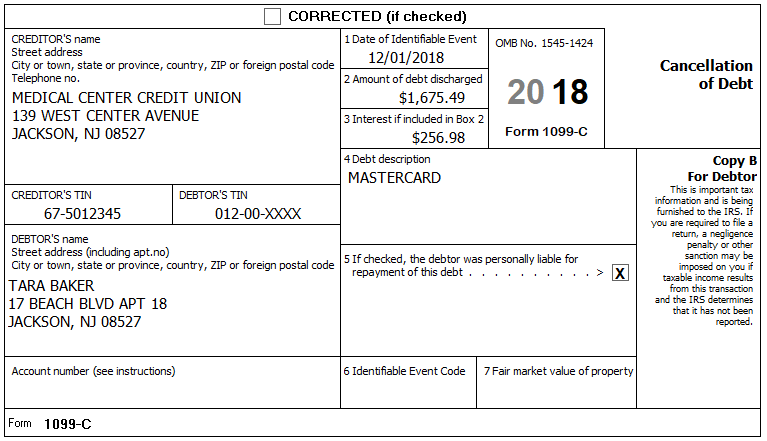 CORRECTED (if checked)
CREDITOR'S name
Street address
City or town, state or province, country, ZIP or foreign postal code
Telephone no.
MEDICAL CENTER CREDIT UNION
139 WEST CENTER AVENUE
JACKSON, NJ 08527
1 Date of Identifiable Event
12/01/2018
2 Amount of debt discharged
$1,675.49
3 Interest if included in Box 2
$256.98
OMB No. 1545-1424
2018
Form 1099-C
Cancellation
of Debt
CREDITOR'S TIN
67-5012345
DEBTOR'S TIN
012-00-XXXX
4 Debt description
MASTERCARD
Copy B
For Debtor
This is important tax
information and is being
furnished to the IRS. If
you are required to file a
return, a negligence
penalty or other
sanction may be
imposed on you if
taxable income results
from this transaction
and the IRS determines
that it has not been
reported.
DEBTOR'S name
Street address (including apt.no)
City or town, state or province, country, ZIP or foreign postal code
TARA BAKER
17 BEACH BLVD APT 18
JACKSON, NJ 08527
5 If checked, the debtor was personally liable for
repayment of this debt . . . . . . . . . . > X
Account number (see instructions)
6 Identifiable Event Code
7 Fair market value of property
Form 1099-C